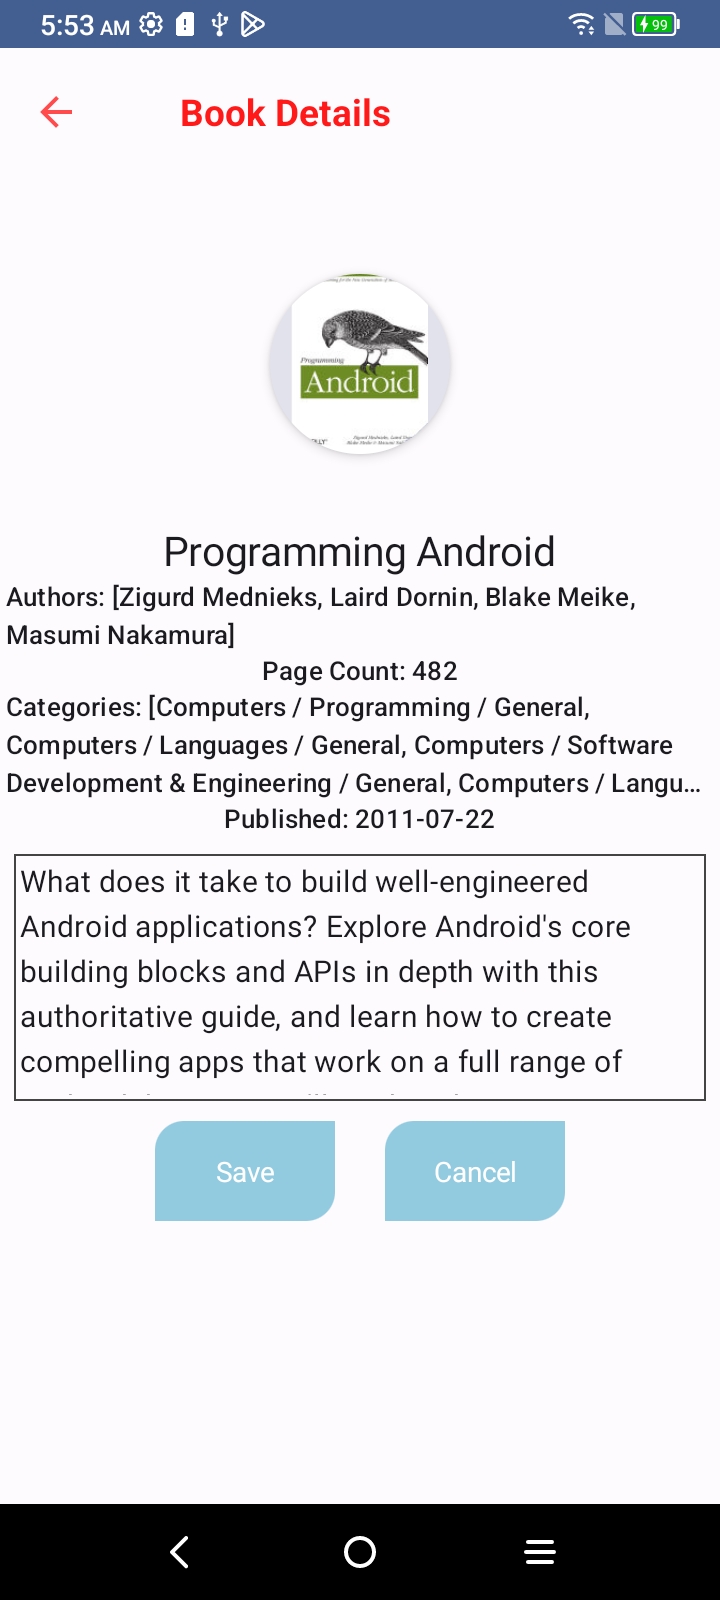 5:53 AM
99
Book Details
Programming
Android
Programming Android
Authors: [Zigurd Mednieks, Laird Dornin, Blake Meike,
Masumi Nakamura]
Page Count: 482
Categories: [Computers / Programming / General,
Computers / Languages / General, Computers / Software
Development & Engineering / General, Computers / Langu...
Published: 2011-07-22
What does it take to build well-engineered
Android applications? Explore Android's core
building blocks and APIs in depth with this
authoritative guide, and learn how to create
compelling apps that work on a full range of
Save
Cancel